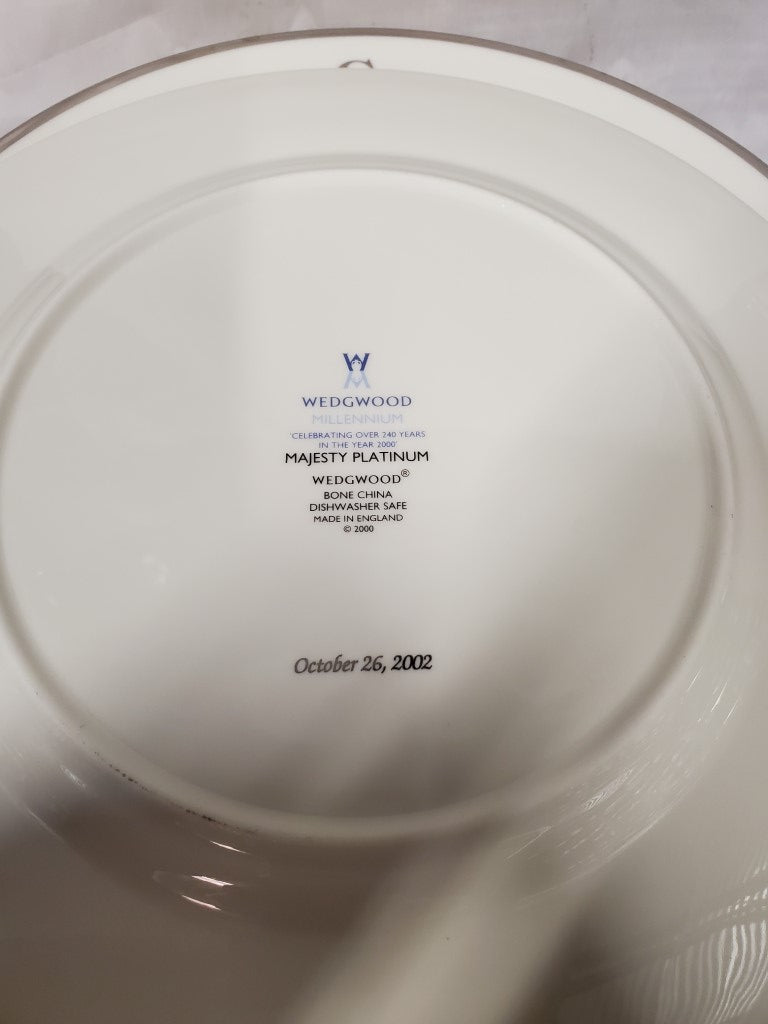 WEDGWOOD
MILLENNIUM
'CELEBRATING OVER 240 YEARS
IN THE YEAR 2000'
MAJESTY PLATINUM
WEDGWOOD®
BONE CHINA
DISHWASHER SAFE
MADE IN ENGLAND
© 2000
October 26, 2002